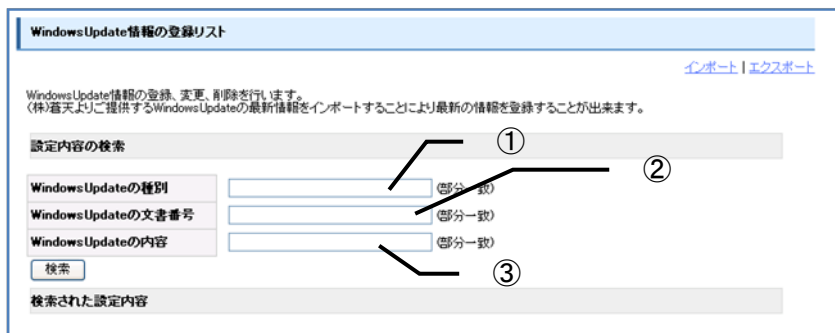 WindowsUpdate情報の登録リスト
インポート | エクスポート
WindowsUpdate情報の登録、変更、削除を行います。
(株)蒼天よりご提供するWindowsUpdateの最新情報をインポートすることにより最新の情報を登録することが出来ます。
設定内容の検索
①
②
WindowsUpdateの種別 (部分一致)
WindowsUpdateの文書番号 (部分一致)
WindowsUpdateの内容 (部分一致)
③
検索
検索された設定内容